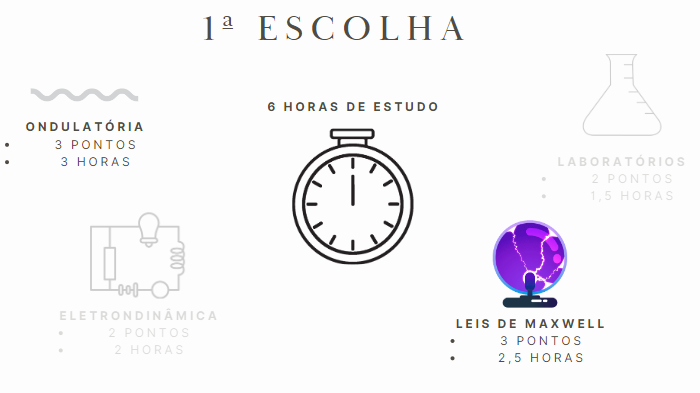 1ª ESCOLHA
6 HORAS DE ESTUDO
ONDULATÓRIA
• 3 PONTOS
• 3 HORAS
LABORATÓRIOS
• 2 PONTOS
• 1,5 HORAS
ELETRONDINÂMICA
• 2 PONTOS
• 2 HORAS
LEIS DE MAXWELL
• 3 PONTOS
• 2,5 HORAS